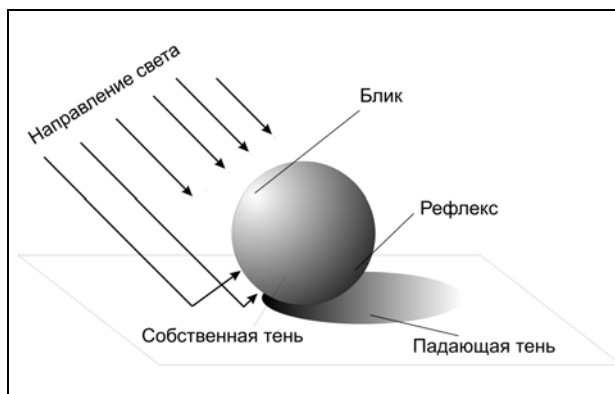 Направление света
Блик
Рефлекс
Собственная тень
Падающая тень